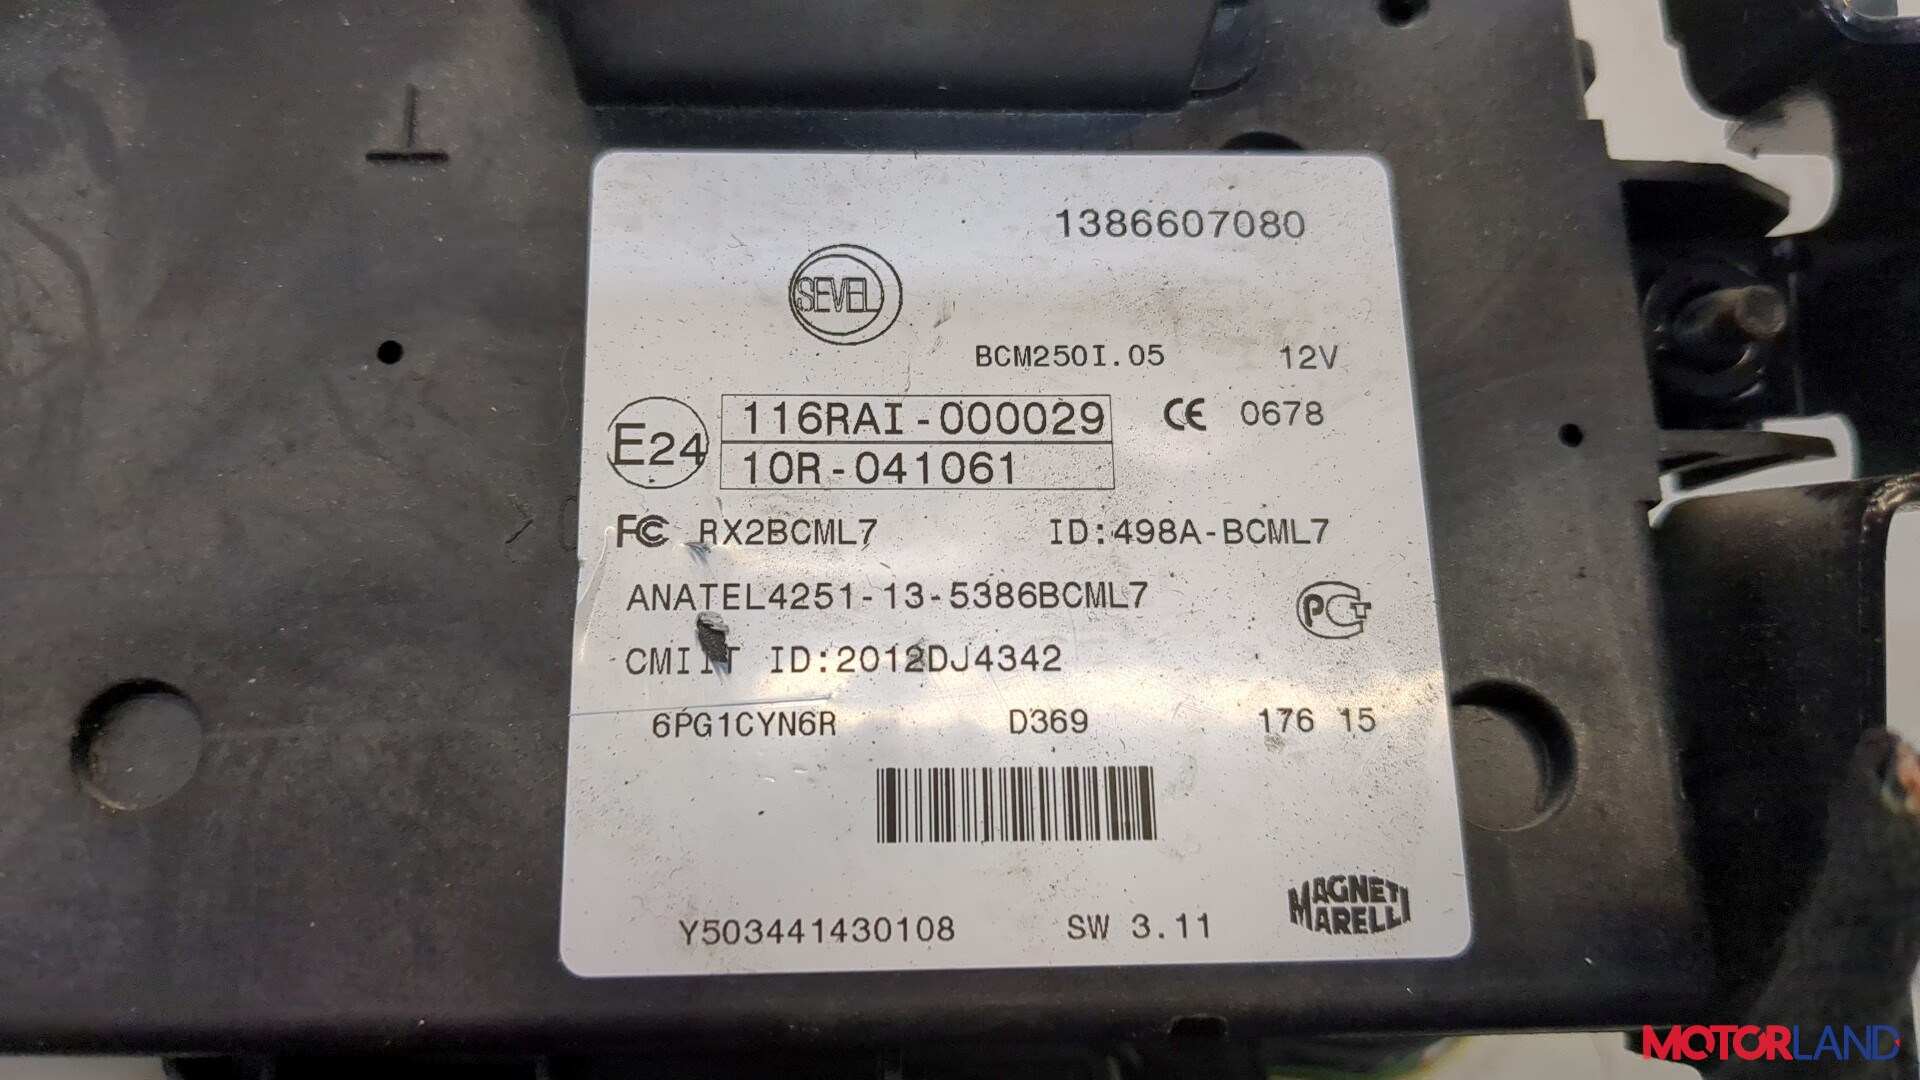 1386607080
SEVEL
BCM250I.05 12V
E24 116RAI-000029 CE 0678
10R-041061
FC RX2BCML7 ID:498A-BCML7
ANATEL4251-13-5386BCML7 PCT
CMIIT ID:2012DJ4342
6PG1CYN6R D369 176 15
MAGNETI
MARELLI
Y503441430108 SW 3.11
MOTORLAND